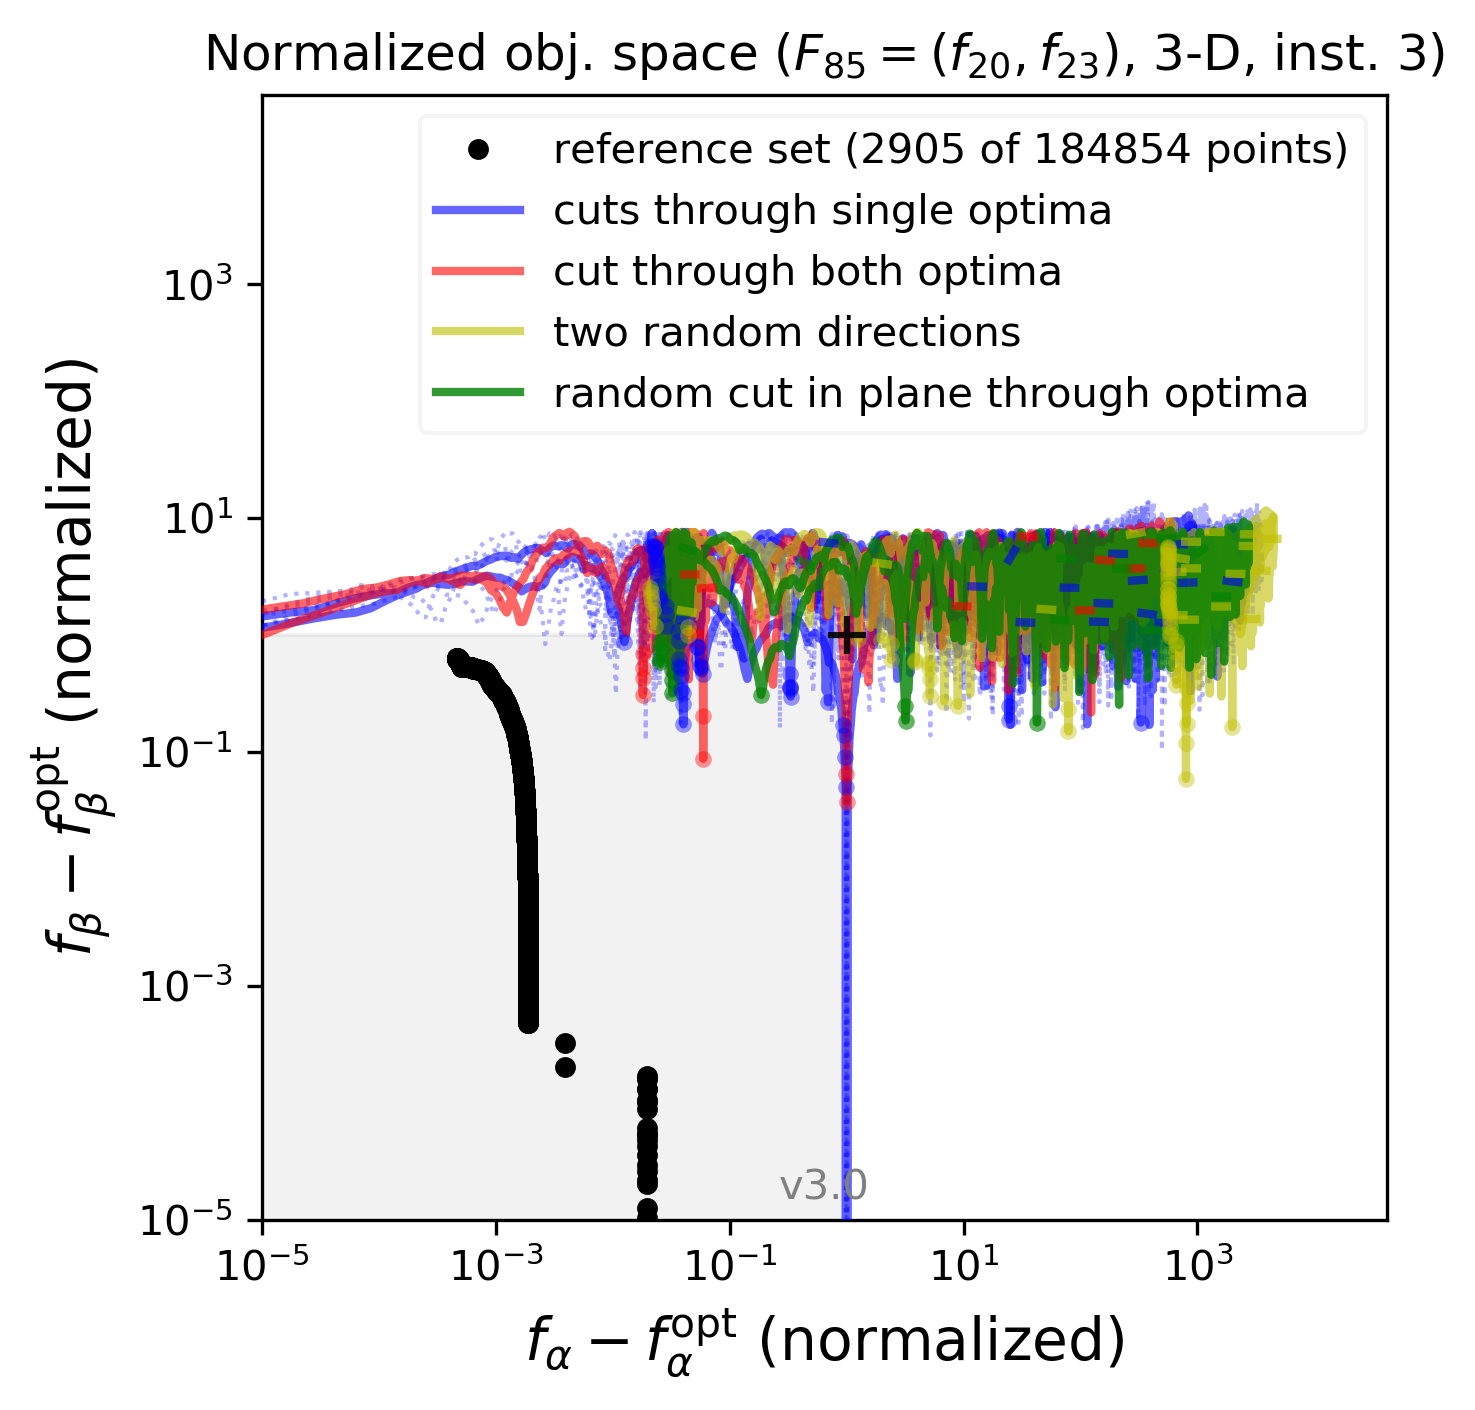 Normalized obj. space (F₈₅ = (f₂₀, f₂₃), 3-D, inst. 3)
reference set (2905 of 184854 points)
cuts through single optima
cut through both optima
two random directions
random cut in plane through optima
10³
10¹
10⁻¹
10⁻³
10⁻⁵
f_β − f_β^opt (normalized)
v3.0
10⁻⁵ 10⁻³ 10⁻¹ 10¹ 10³
f_α − f_α^opt (normalized)